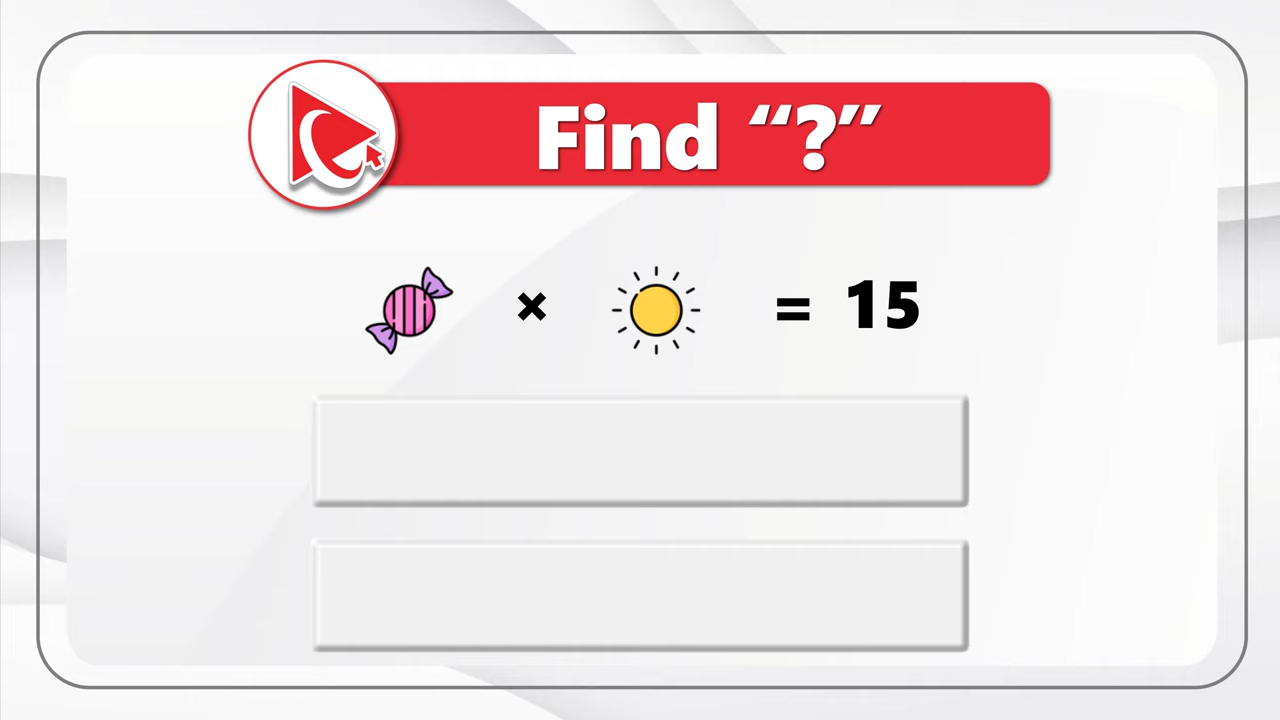 Find “?”
× = 15